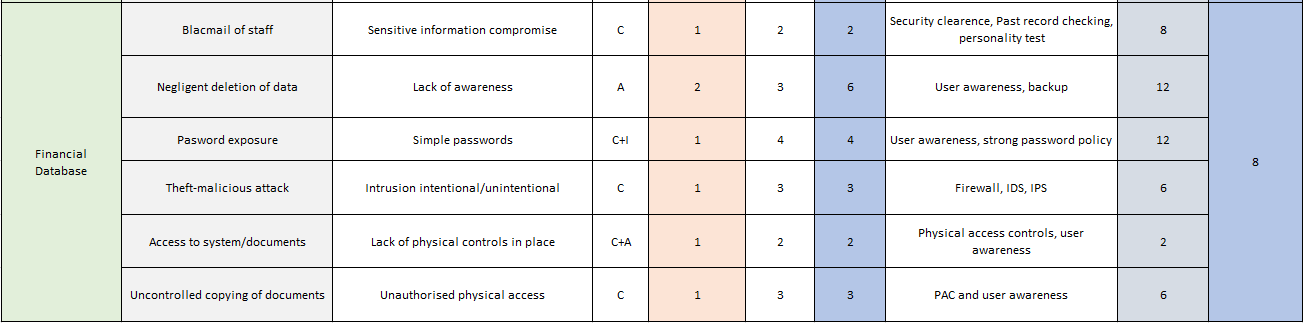 Financial
Database
Blacmail of staff
Sensitive information compromise
C
1
2
2
Security clearence, Past record checking,
personality test
8
Negligent deletion of data
Lack of awareness
A
2
3
6
User awareness, backup
12
Pasword exposure
Simple passwords
C+I
1
4
4
User awareness, strong password policy
12
Theft-malicious attack
Intrusion intentional/unintentional
C
1
3
3
Firewall, IDS, IPS
6
Access to system/documents
Lack of physical controls in place
C+A
1
2
2
Physical access controls, user
awareness
2
Uncontrolled copying of documents
Unauthorised physical access
C
1
3
3
PAC and user awareness
6
8